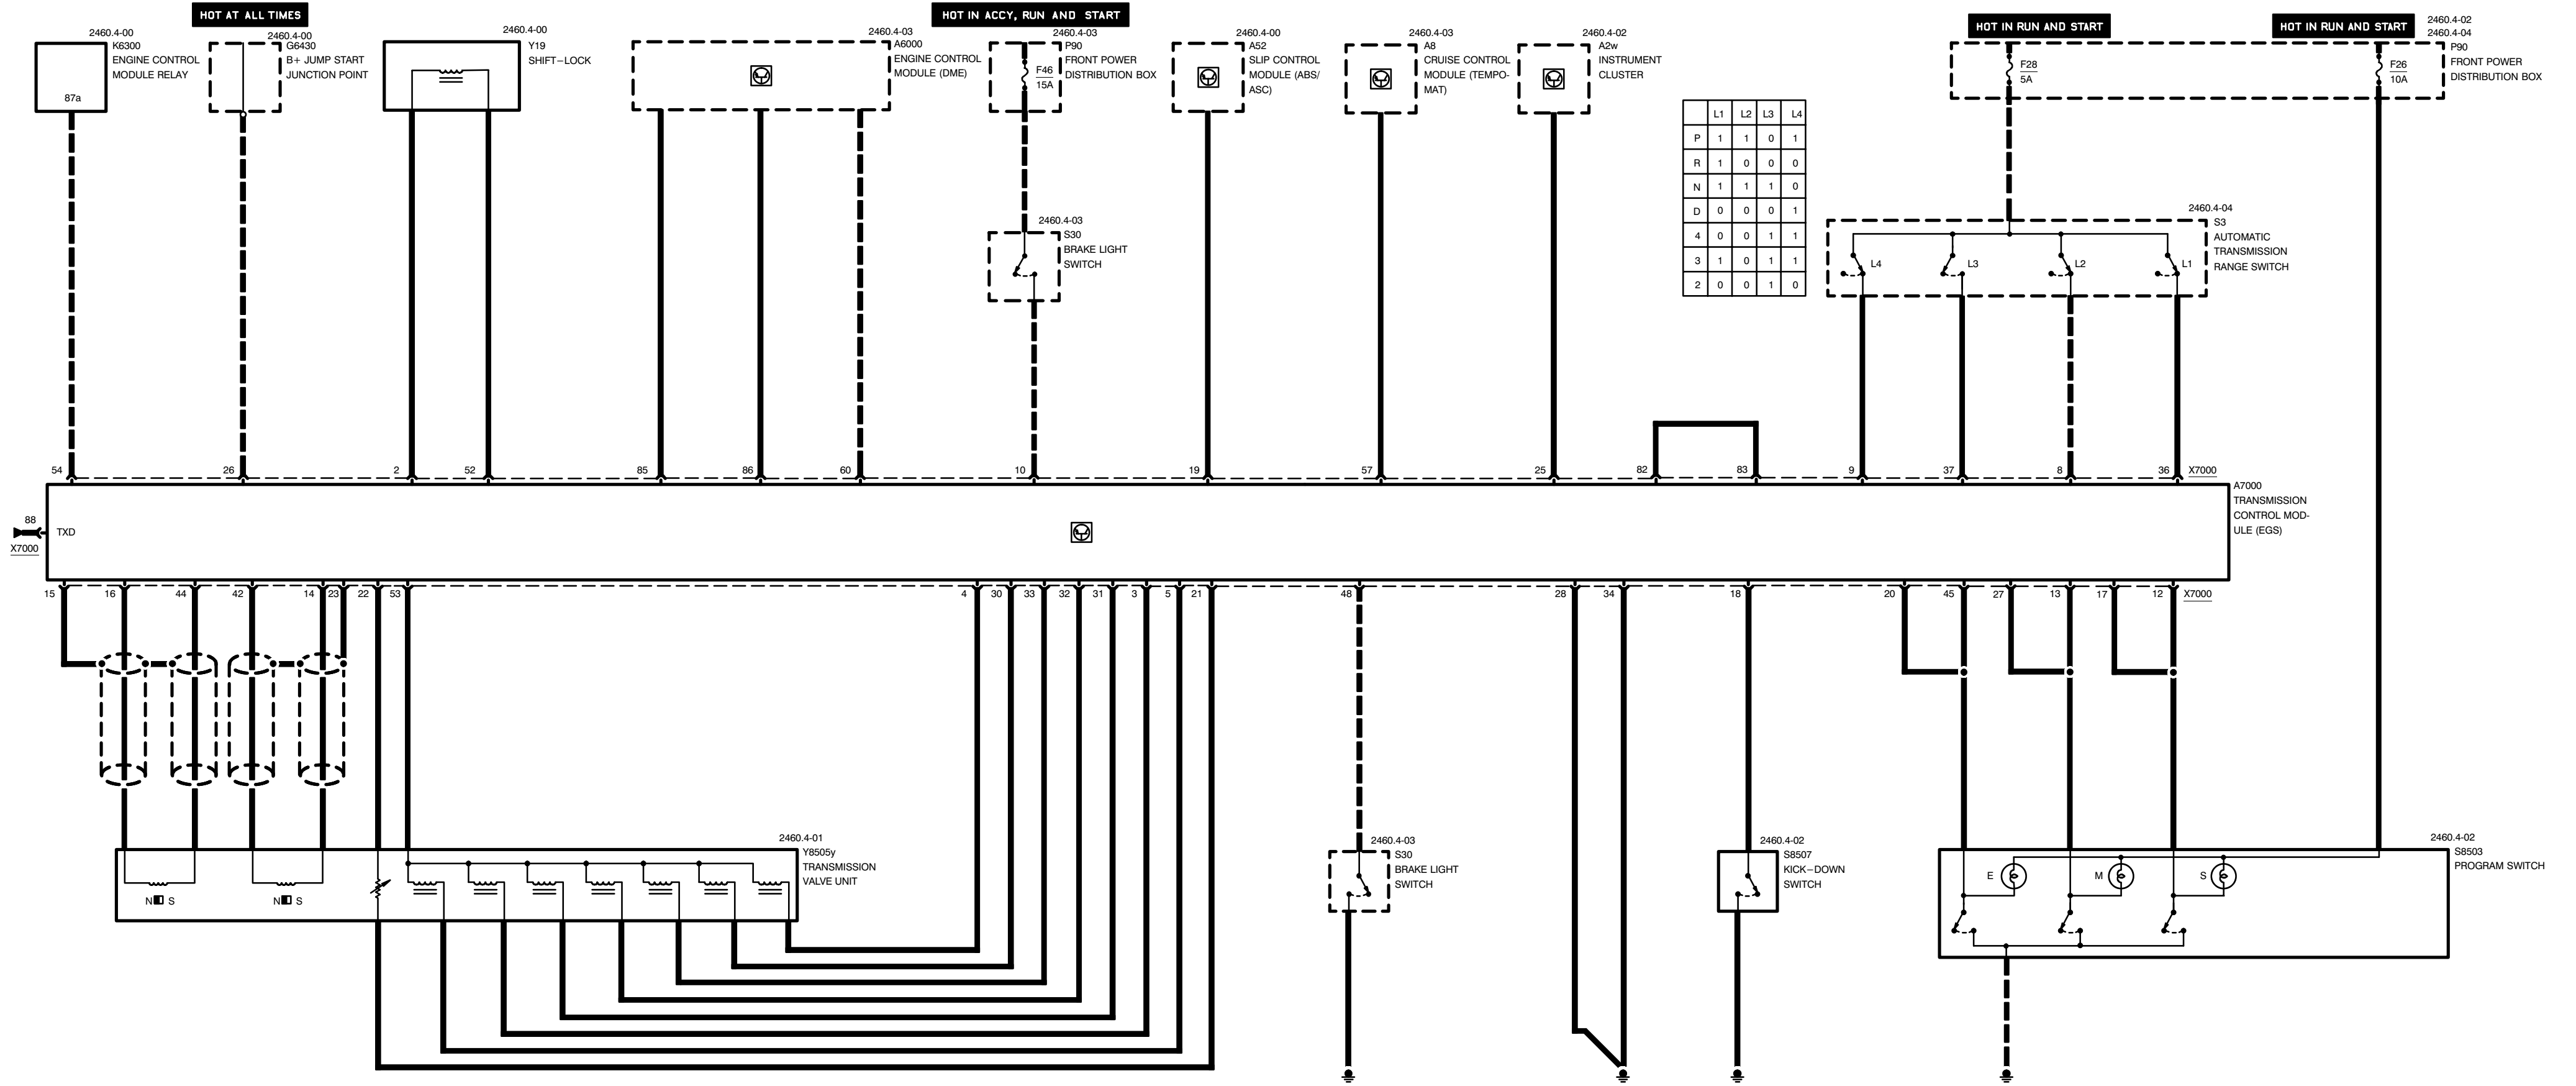 HOT AT ALL TIMES
HOT IN ACCY, RUN AND START
HOT IN RUN AND START
HOT IN RUN AND START
2460.4-00
K6300
ENGINE CONTROL
MODULE RELAY
87a
2460.4-00
G6430
B+ JUMP START
JUNCTION POINT
2460.4-00
Y19
SHIFT-LOCK
2460.4-03
A6000
ENGINE CONTROL
MODULE (DME)
2460.4-03
P90
FRONT POWER
DISTRIBUTION BOX
F46
15A
2460.4-00
A52
SLIP CONTROL
MODULE (ABS/
ASC)
2460.4-03
A8
CRUISE CONTROL
MODULE (TEMPO-
MAT)
2460.4-02
A2w
INSTRUMENT
CLUSTER
2460.4-02
2460.4-04
P90
FRONT POWER
DISTRIBUTION BOX
F28
5A
F26
10A
L1 L2 L3 L4
P 1 1 0 1
R 1 0 0 0
N 1 1 1 0
D 0 0 0 1
4 0 0 1 1
3 1 0 1 1
2 0 0 1 0
2460.4-03
S30
BRAKE LIGHT
SWITCH
2460.4-04
S3
AUTOMATIC
TRANSMISSION
RANGE SWITCH
L4 L3 L2 L1
54 26 2 52 85 86 60 10 19 57 25 82 83 9 37 8 36 X7000
A7000
TRANSMISSION
CONTROL MOD-
ULE (EGS)
88
TXD
X7000
15 16 44 42 14 23 22 53 4 30 33 32 31 3 5 21 48 28 34 18 20 45 27 13 17 12 X7000
2460.4-01
Y8505y
TRANSMISSION
VALVE UNIT
N S
N S
2460.4-03
S30
BRAKE LIGHT
SWITCH
2460.4-02
S8507
KICK-DOWN
SWITCH
2460.4-02
S8503
PROGRAM SWITCH
E M S